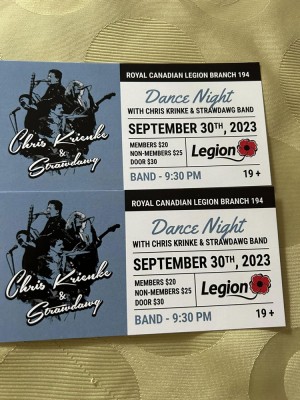 Chris Krienke
&
Strawdawg
ROYAL CANADIAN LEGION BRANCH 194
Dance Night
WITH CHRIS KRINKE & STRAWDAWG BAND
SEPTEMBER 30TH, 2023
MEMBERS $20
NON-MEMBERS $25
DOOR $30
Legion
BAND - 9:30 PM
19 +
Chris Krienke
&
Strawdawg
ROYAL CANADIAN LEGION BRANCH 194
Dance Night
WITH CHRIS KRINKE & STRAWDAWG BAND
SEPTEMBER 30TH, 2023
MEMBERS $20
NON-MEMBERS $25
DOOR $30
Legion
BAND - 9:30 PM
19 +